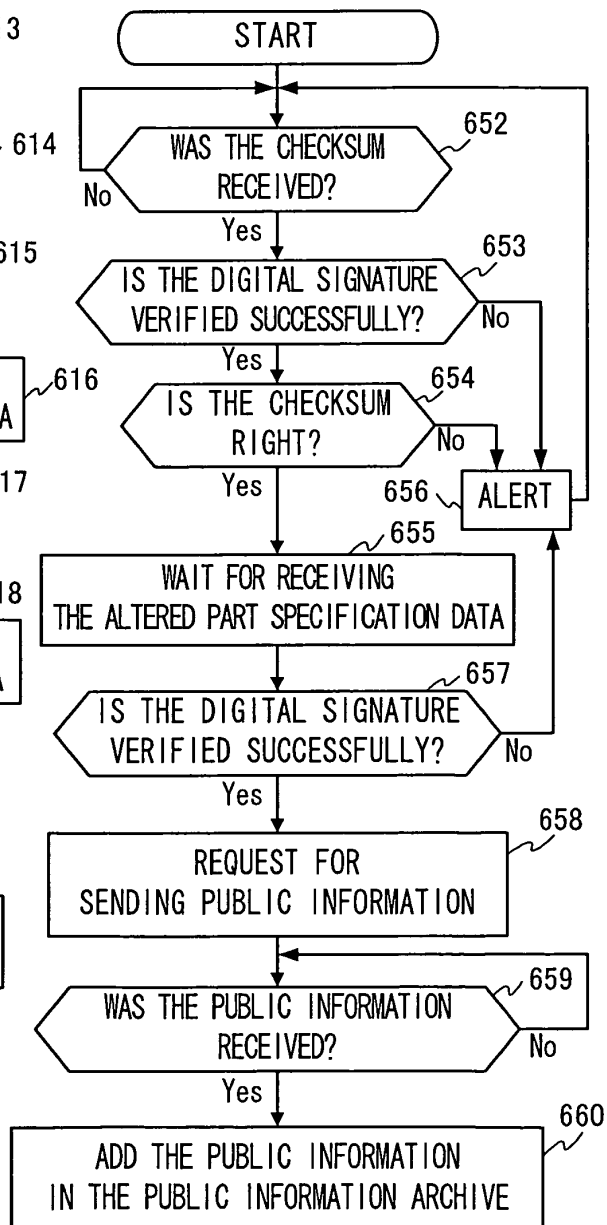 3
START
652
614
WAS THE CHECKSUM
RECEIVED?
No
Yes
615
653
IS THE DIGITAL SIGNATURE
VERIFIED SUCCESSFULLY?
No
Yes
654
616
A
IS THE CHECKSUM
RIGHT?
No
Yes
17
656
ALERT
655
WAIT FOR RECEIVING
THE ALTERED PART SPECIFICATION DATA
18
A
657
IS THE DIGITAL SIGNATURE
VERIFIED SUCCESSFULLY?
No
Yes
658
REQUEST FOR
SENDING PUBLIC INFORMATION
659
WAS THE PUBLIC INFORMATION
RECEIVED?
No
Yes
660
ADD THE PUBLIC INFORMATION
IN THE PUBLIC INFORMATION ARCHIVE